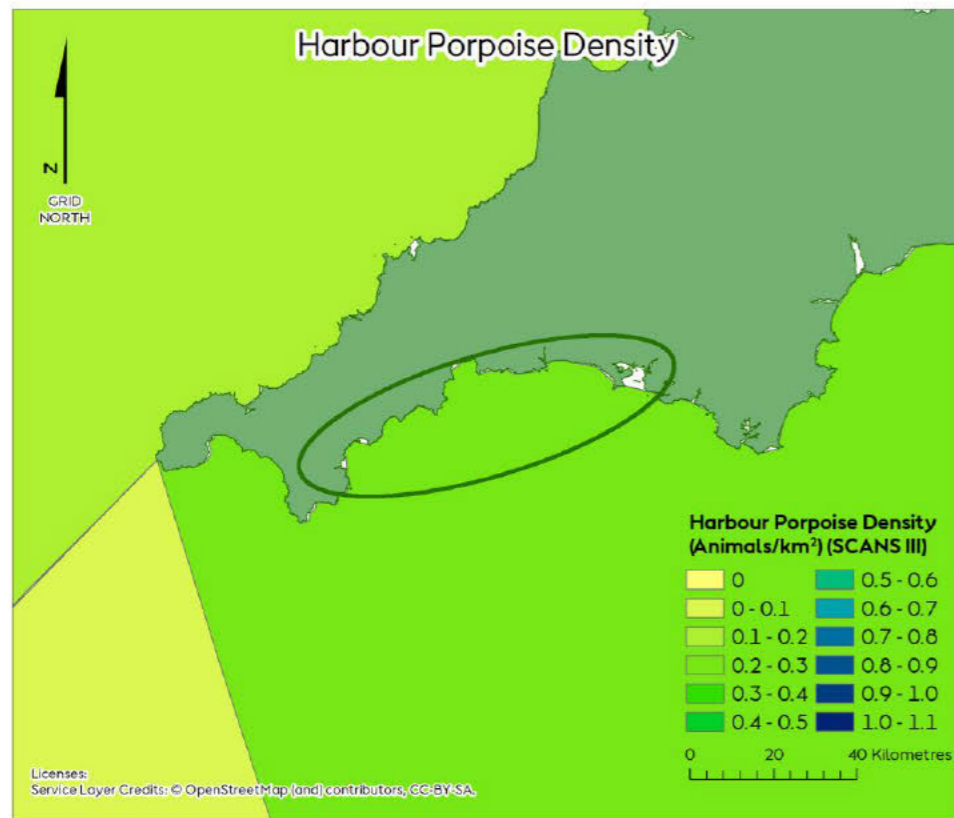 Harbour Porpoise Density
N
GRID
NORTH
Harbour Porpoise Density
(Animals/km²) (SCANS III)
0
0 - 0.1
0.1 - 0.2
0.2 - 0.3
0.3 - 0.4
0.4 - 0.5
0.5 - 0.6
0.6 - 0.7
0.7 - 0.8
0.8 - 0.9
0.9 - 1.0
1.0 - 1.1
0 20 40 Kilometres
Licenses:
Service Layer Credits: © OpenStreetMap (and) contributors, CC-BY-SA,